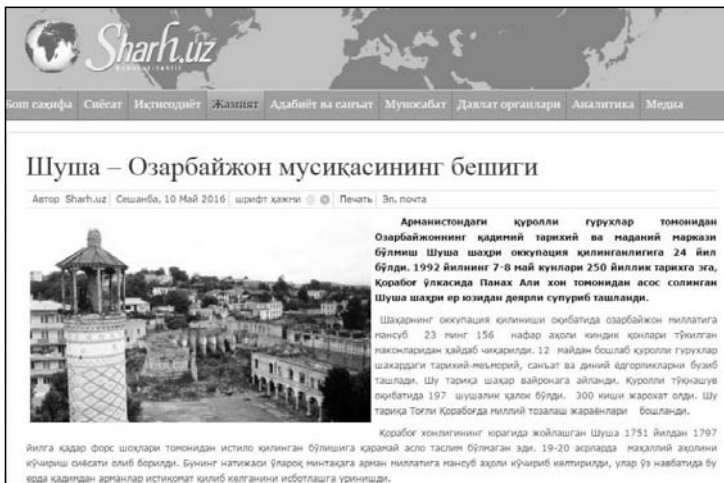 Sharh.uz
Бош саҳифа Сиёсат Иқтисодиёт Жамият Адабиёт ва санъат Муносабат Давлат органлари Аналитика Медиа
Шуша – Озарбайжон мусиқасининг бешиги
Автор Sharh.uz Сешанба, 10 Май 2016 шрифт ҳажми Печать Эл. почта
Арманистондаги қуролли гуруҳлар томонидан
Озарбайжоннинг қадимий тарихий ва маданий маркази
бўлмиш Шуша шаҳри оккупация қилинганлигига 24 йил
бўлди. 1992 йилнинг 7-8 май кунлари 250 йиллик тарихга эга,
Қорабоғ ўлкасида Панах Али хон томонидан асос солинган
Шуша шаҳри ер юзидан деярли супуриб ташланди.
Шаҳарнинг оккупация қилиниши оқибатида озарбайжон миллатига
мансуб 23 минг 156 нафар аҳоли киндик қонлари тўкилган
маконларидан ҳайдаб чиқарилди. 12 майдан бошлаб қуролли гуруҳлар
шаҳардаги тарихий-меъморий, санъат ва диний ёдгорликларни бузиб
ташлади. Шу тариқа шаҳар вайронага айланди. Қуролли тўқнашув
оқибатида 197 шушалик ҳалок бўлди. 300 киши жароҳат олди. Шу
тариқа Тоғли Қорабоғда миллий тозалаш жараёнлари бошланди.
Қорабоғ хонлигининг юрагида жойлашган Шуша 1751 йилдан 1797
йилга қадар форс шоҳлари томонидан истило қилинган бўлишига қарамай асло таслим бўлмаган эди. 19-20 асрларда маҳаллий аҳолини
кўчириш сиёсати олиб борилди. Бунинг натижаси ўлароқ минтақага арман миллатига мансуб аҳоли кўчириб келтирилди, улар ўз навбатида бу
ерда қадимдан арманлар истиқомат қилиб келганини исботлашга уринишди.